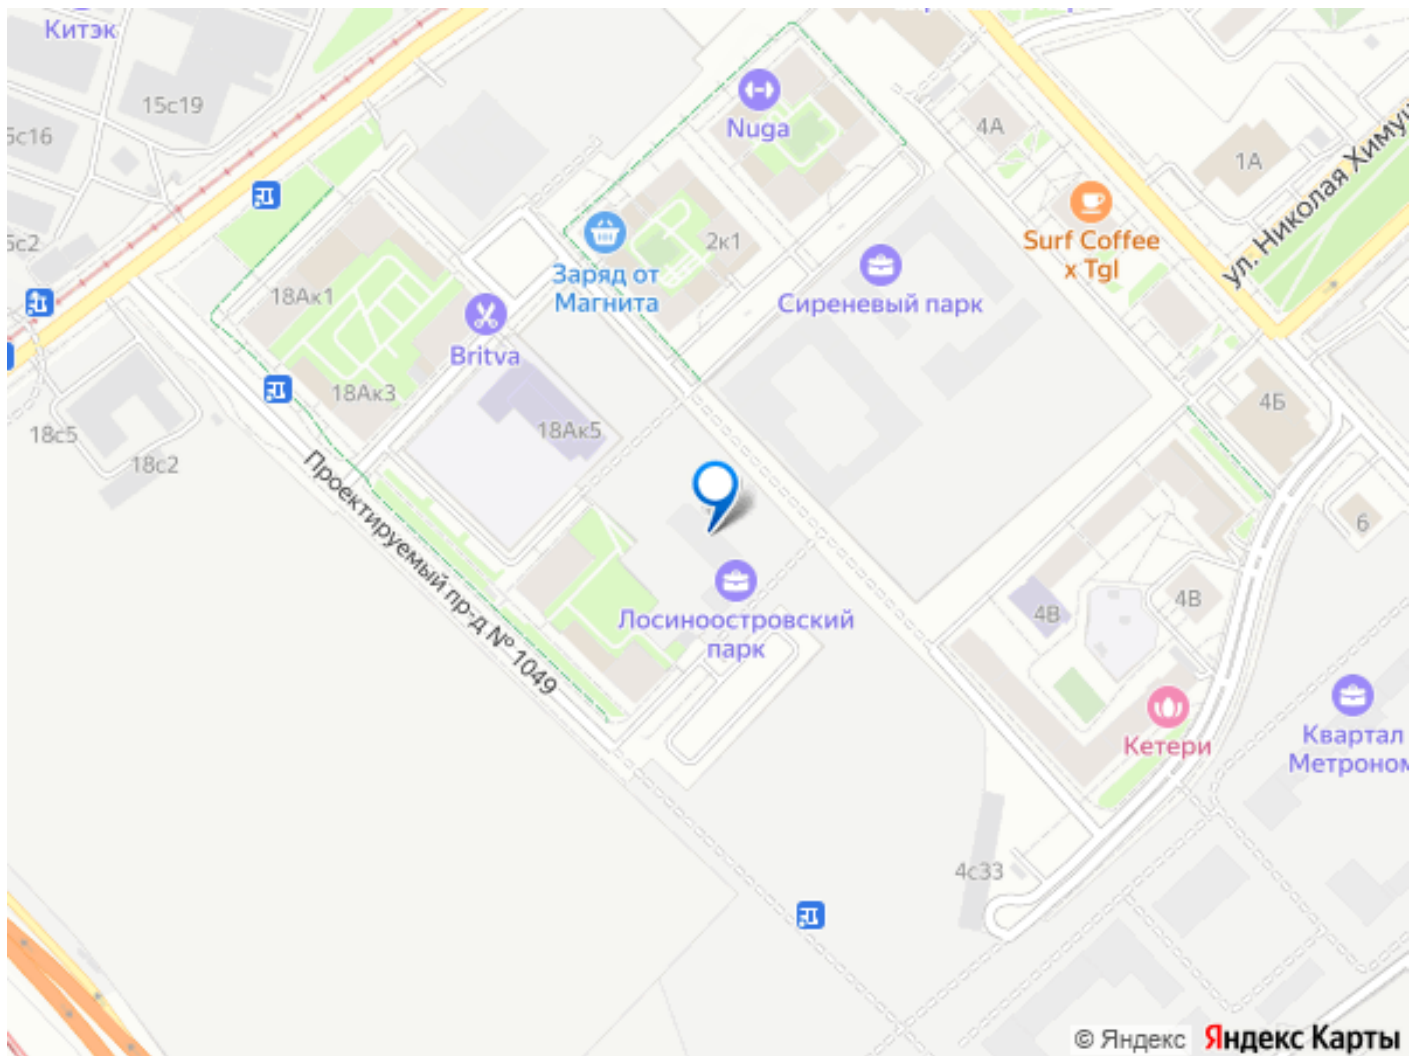 Китэк
15с19
5с16
5с2
Nuga
4А
1А
ул. Николая Химуш
Surf Coffee
x Tgl
2к1
Заряд от
Магнита
Сиреневый парк
18Ак1
Britva
18Ак3
18Ак5
18с5
18с2
4Б
6
Проектируемый пр-д № 1049
Лосиноостровский
парк
4В
4В
Кетери
Квартал
Метроном
4с33
© Яндекс
Яндекс Карты